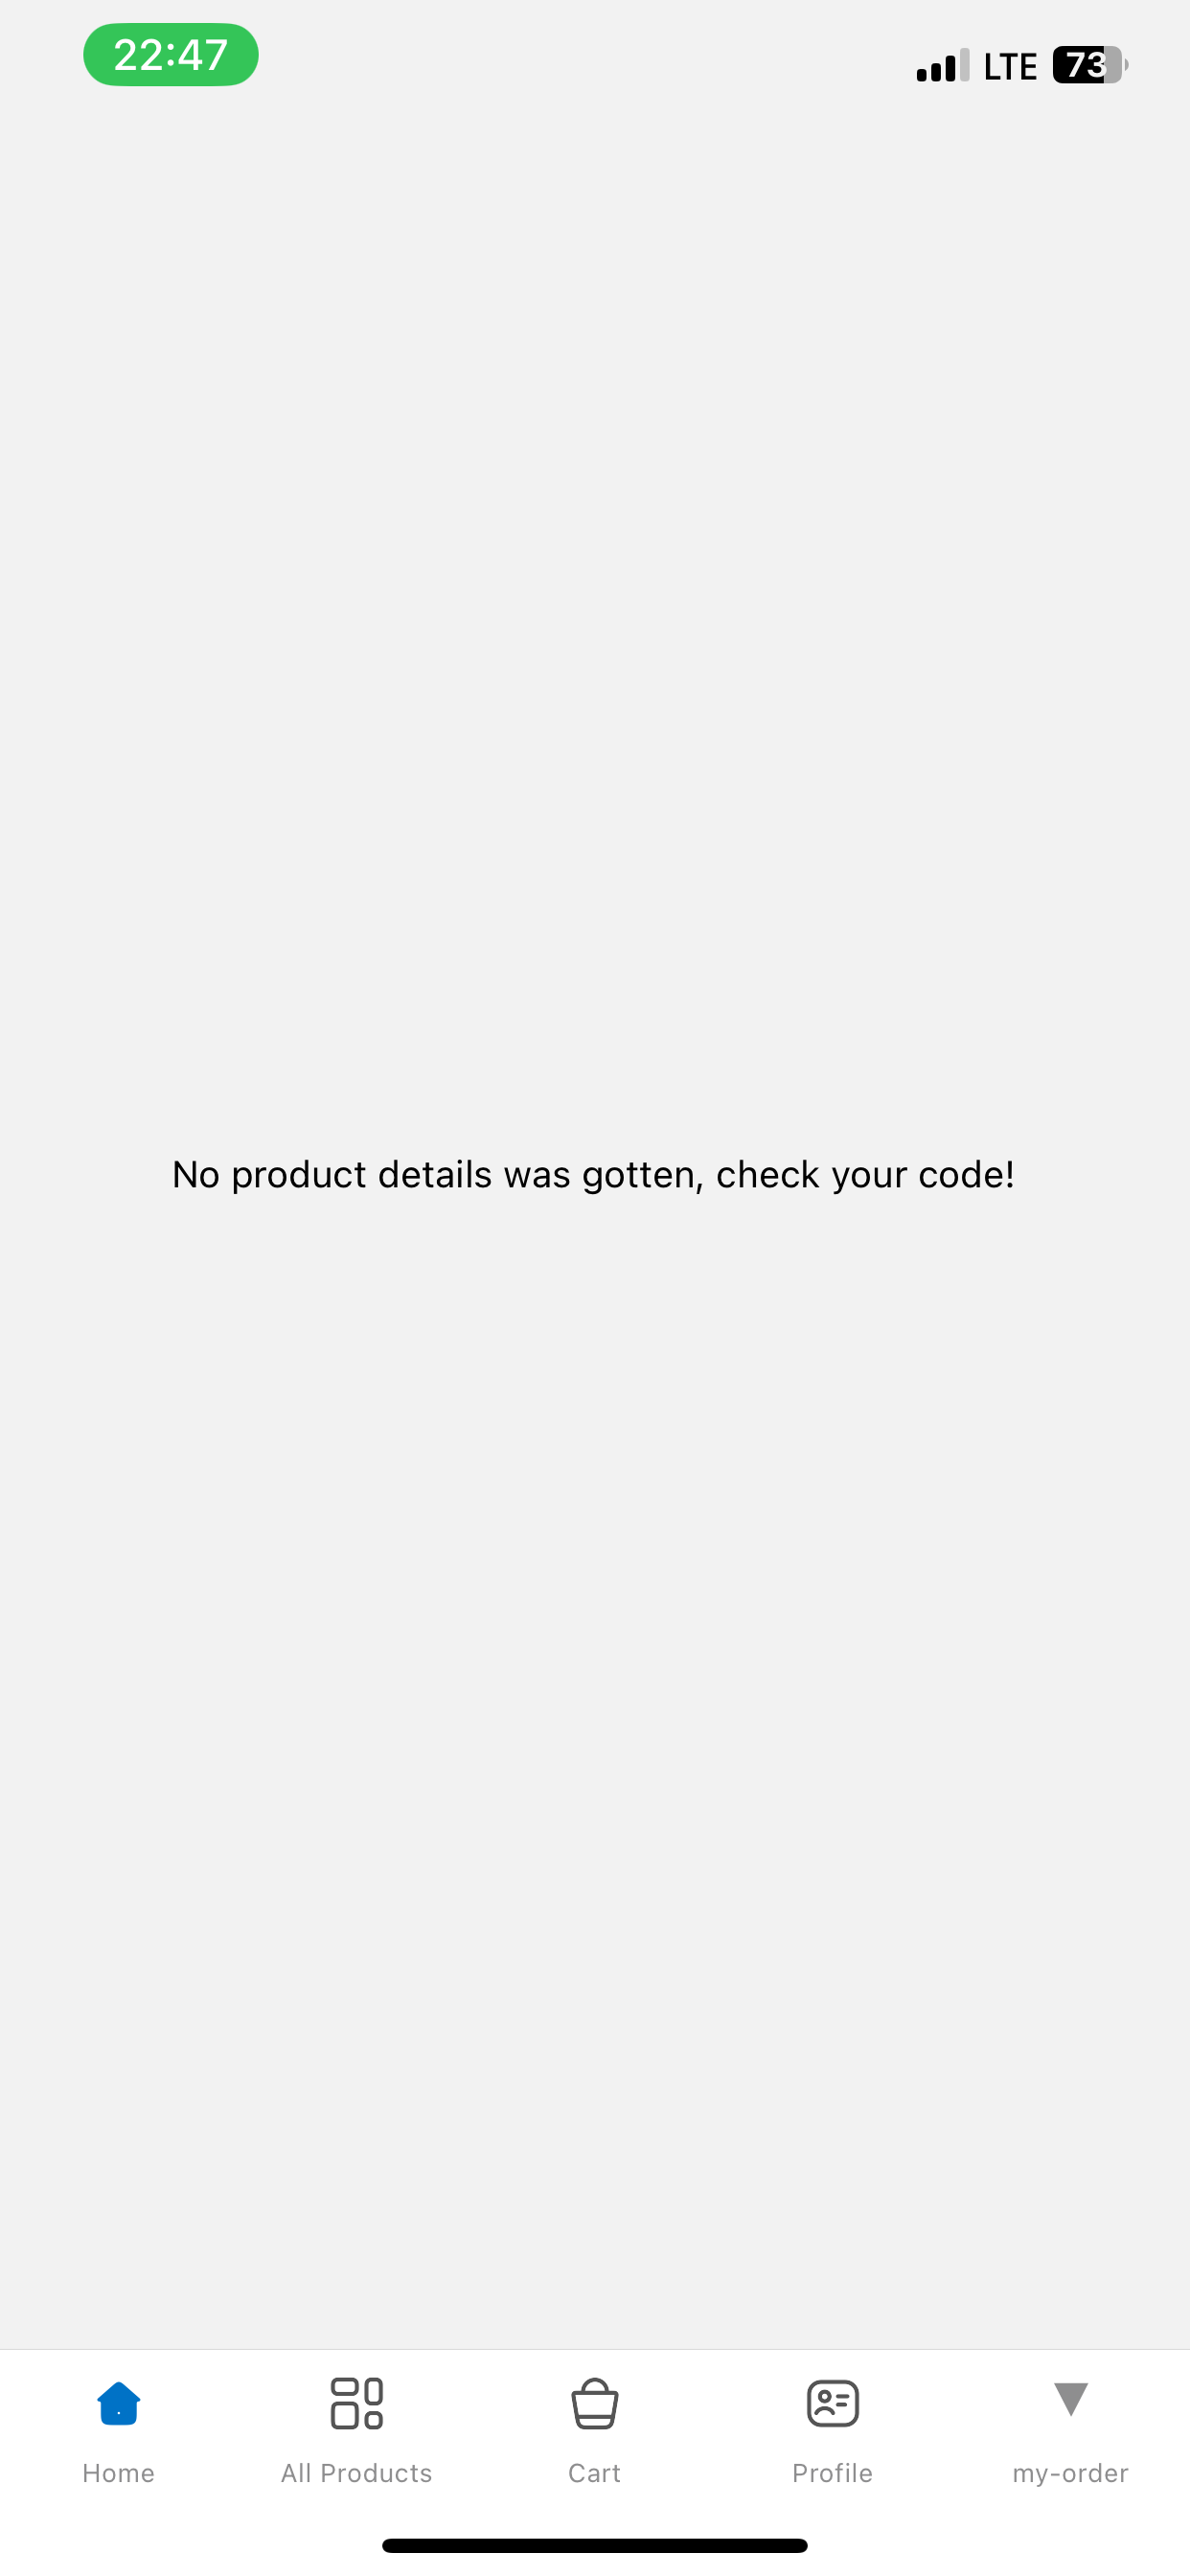 22:47
LTE 73
No product details was gotten, check your code!
Home
All Products
Cart
Profile
my-order